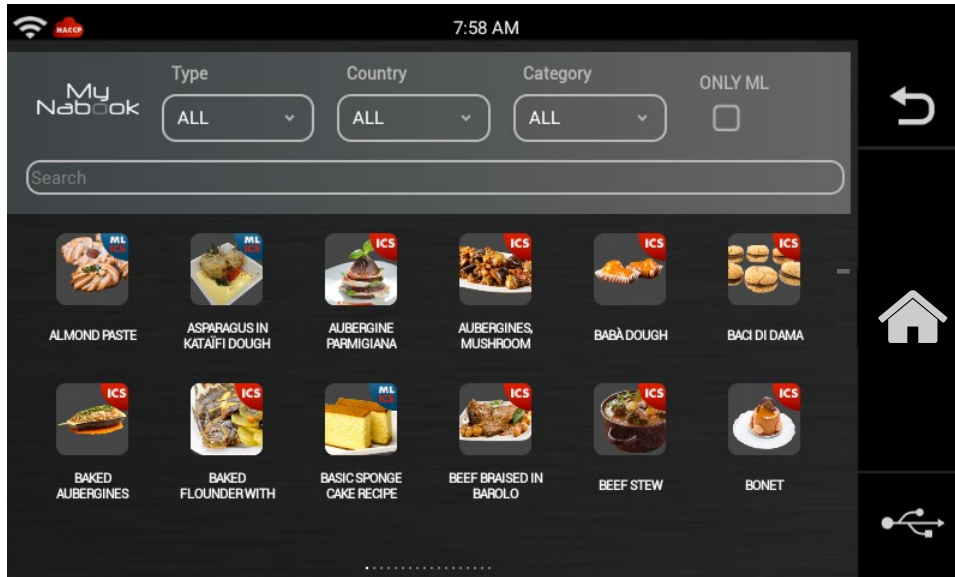 HACCP
7:58 AM
My
Nabook
Type
Country
Category
ONLY ML
ALL
ALL
ALL
Search
ML
ICS
ML
ICS
ICS
ICS
ICS
ICS
ALMOND PASTE
ASPARAGUS IN
KATAÏFI DOUGH
AUBERGINE
PARMIGIANA
AUBERGINES,
MUSHROOM
BABÀ DOUGH
BACI DI DAMA
ICS
ICS
ML
ICS
ICS
ICS
ICS
BAKED
AUBERGINES
BAKED
FLOUNDER WITH
BASIC SPONGE
CAKE RECIPE
BEEF BRAISED IN
BAROLO
BEEF STEW
BONET